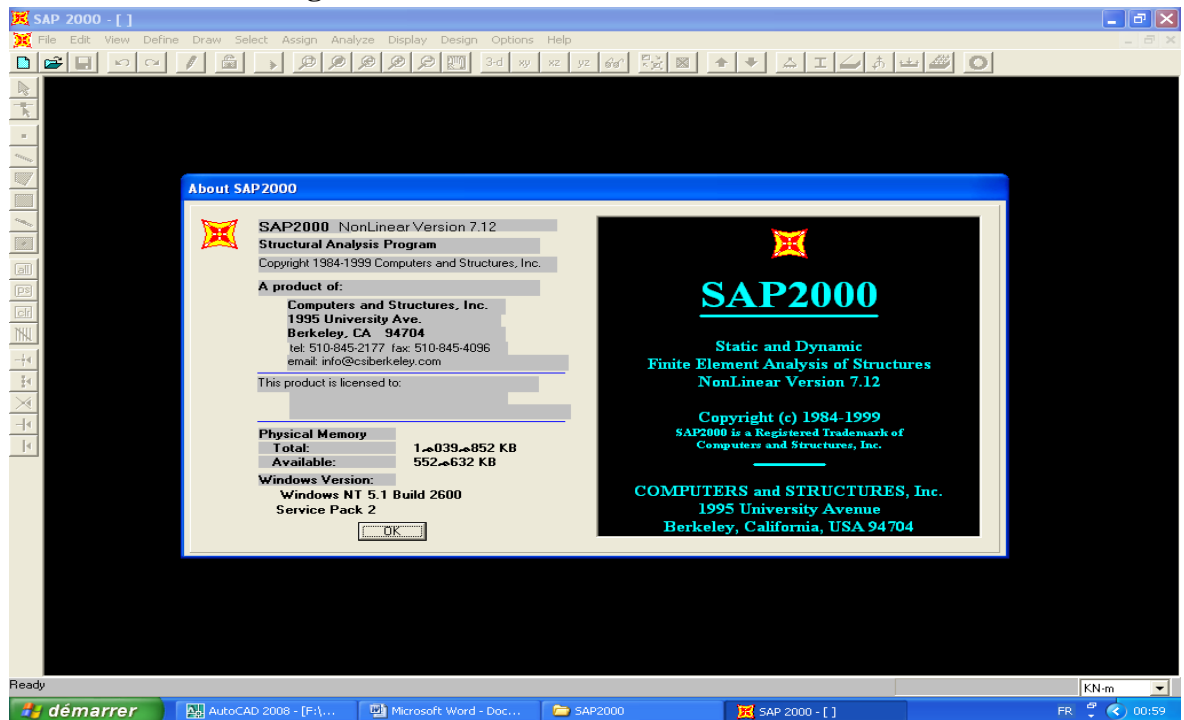 SAP 2000 - [ ]
File Edit View Define Draw Select Assign Analyze Display Design Options Help
3-d xy xz yz
all
ps
clr
About SAP2000
SAP2000 NonLinear Version 7.12
Structural Analysis Program
Copyright 1984-1999 Computers and Structures, Inc.
A product of:
Computers and Structures, Inc.
1995 University Ave.
Berkeley, CA 94704
tel: 510-845-2177 fax: 510-845-4096
email: info@csiberkeley.com
This product is licensed to:
Physical Memory
Total: 1ه039ه852 KB
Available: 552ه632 KB
Windows Version:
Windows NT 5.1 Build 2600
Service Pack 2
OK
SAP2000
Static and Dynamic
Finite Element Analysis of Structures
NonLinear Version 7.12
Copyright (c) 1984-1999
SAP2000 is a Registered Trademark of
Computers and Structures, Inc.
COMPUTERS and STRUCTURES, Inc.
1995 University Avenue
Berkeley, California, USA 94704
Ready
KN-m
démarrer
AutoCAD 2008 - [F:\...
Microsoft Word - Doc...
SAP2000
SAP 2000 - [ ]
FR
00:59